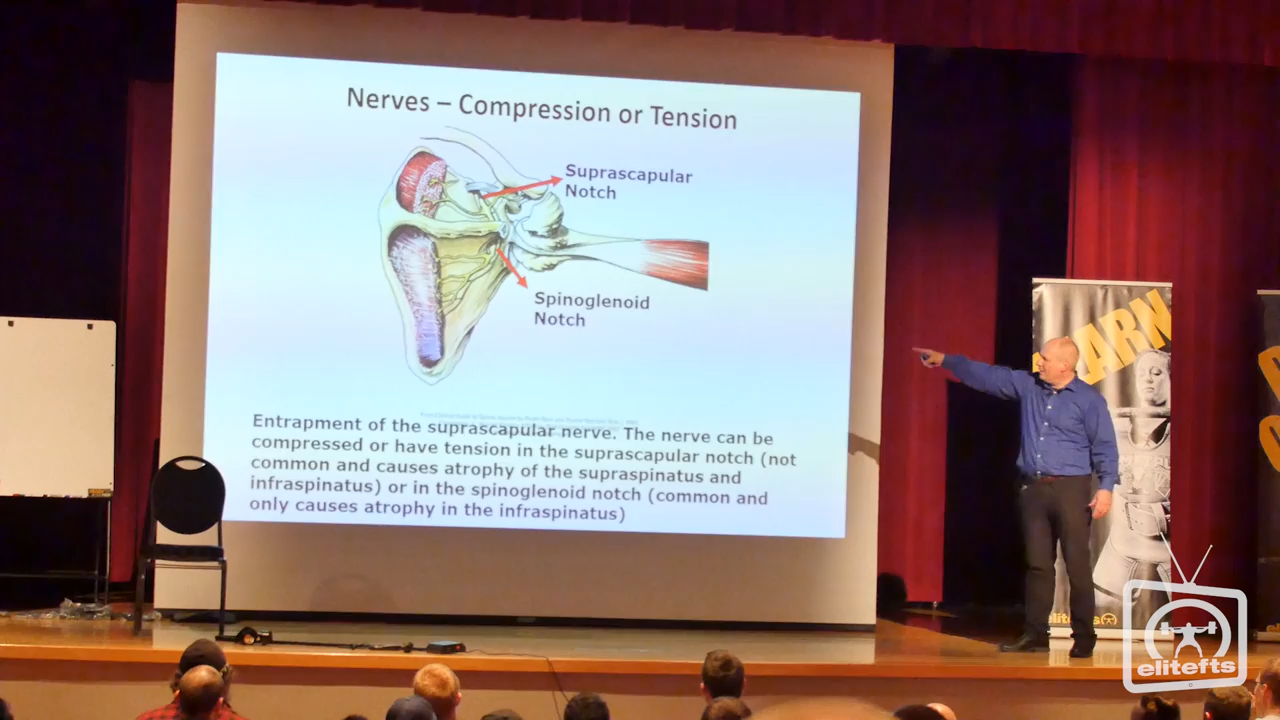 Nerves – Compression or Tension
Suprascapular
Notch
Spinoglenoid
Notch
Entrapment of the suprascapular nerve. The nerve can be
compressed or have tension in the suprascapular notch (not
common and causes atrophy of the supraspinatus and
infraspinatus) or in the spinoglenoid notch (common and
only causes atrophy in the infraspinatus)
elitefts
elitefts